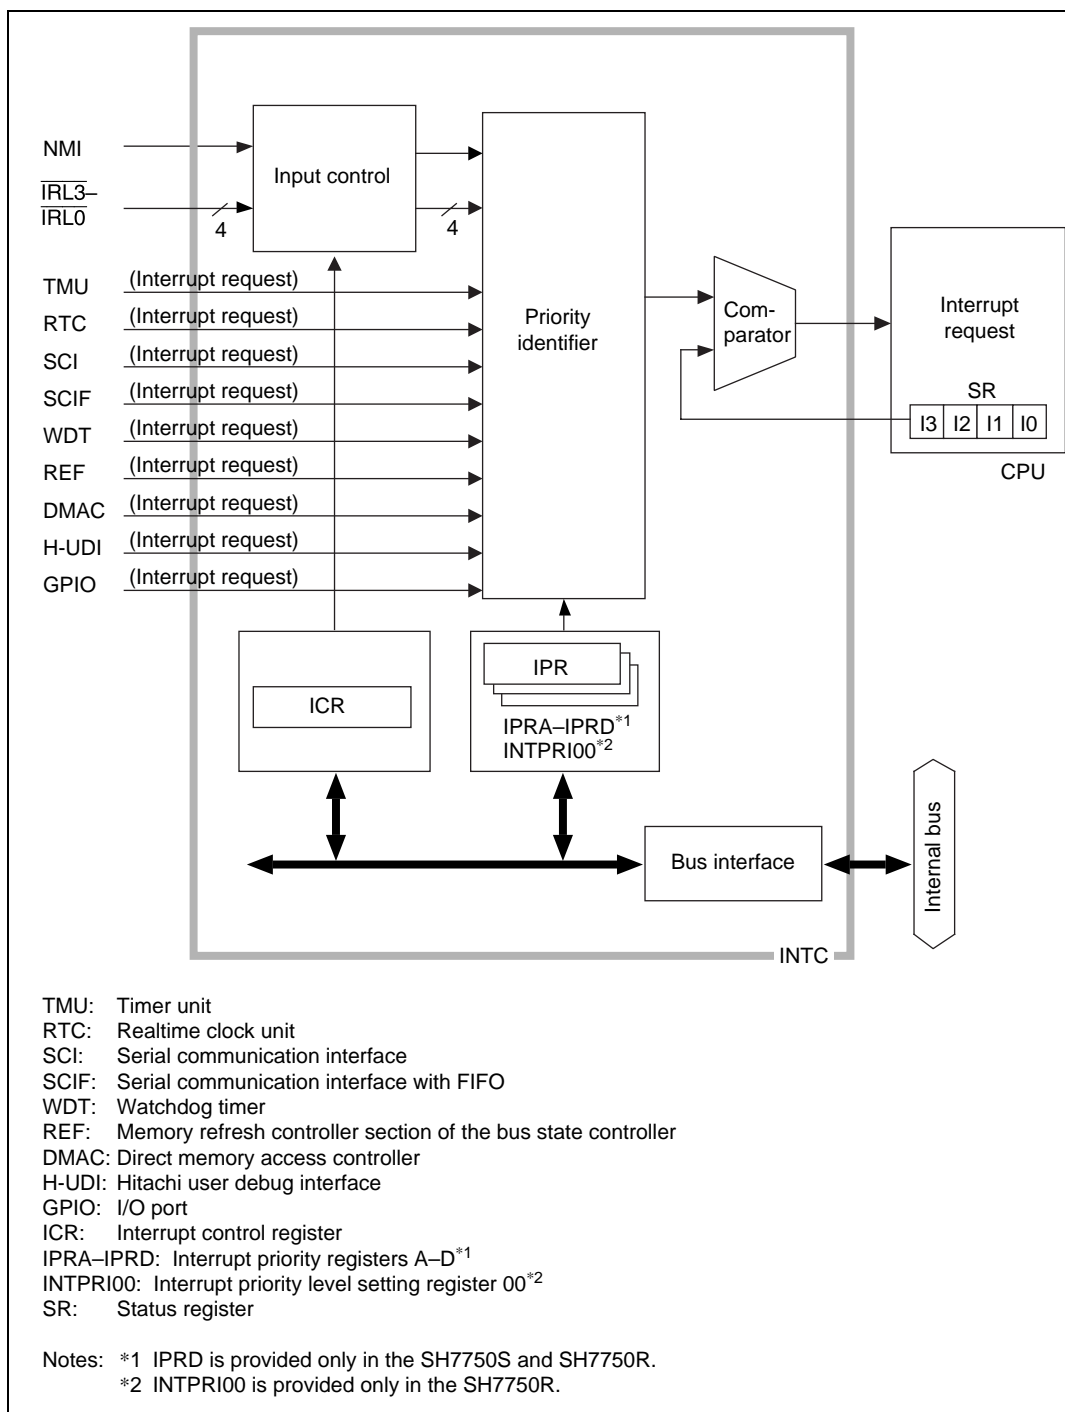 NMI
IRL3–
IRL0
4
Input control
4
TMU (Interrupt request)
RTC (Interrupt request)
SCI (Interrupt request)
SCIF (Interrupt request)
WDT (Interrupt request)
REF (Interrupt request)
DMAC (Interrupt request)
H-UDI (Interrupt request)
GPIO (Interrupt request)
Priority
identifier
Com-
parator
Interrupt
request
SR
I3 I2 I1 I0
CPU
ICR
IPR
IPRA–IPRD*1
INTPRI00*2
Bus interface
Internal bus
INTC
TMU: Timer unit
RTC: Realtime clock unit
SCI: Serial communication interface
SCIF: Serial communication interface with FIFO
WDT: Watchdog timer
REF: Memory refresh controller section of the bus state controller
DMAC: Direct memory access controller
H-UDI: Hitachi user debug interface
GPIO: I/O port
ICR: Interrupt control register
IPRA–IPRD: Interrupt priority registers A–D*1
INTPRI00: Interrupt priority level setting register 00*2
SR: Status register
Notes: *1 IPRD is provided only in the SH7750S and SH7750R.
*2 INTPRI00 is provided only in the SH7750R.